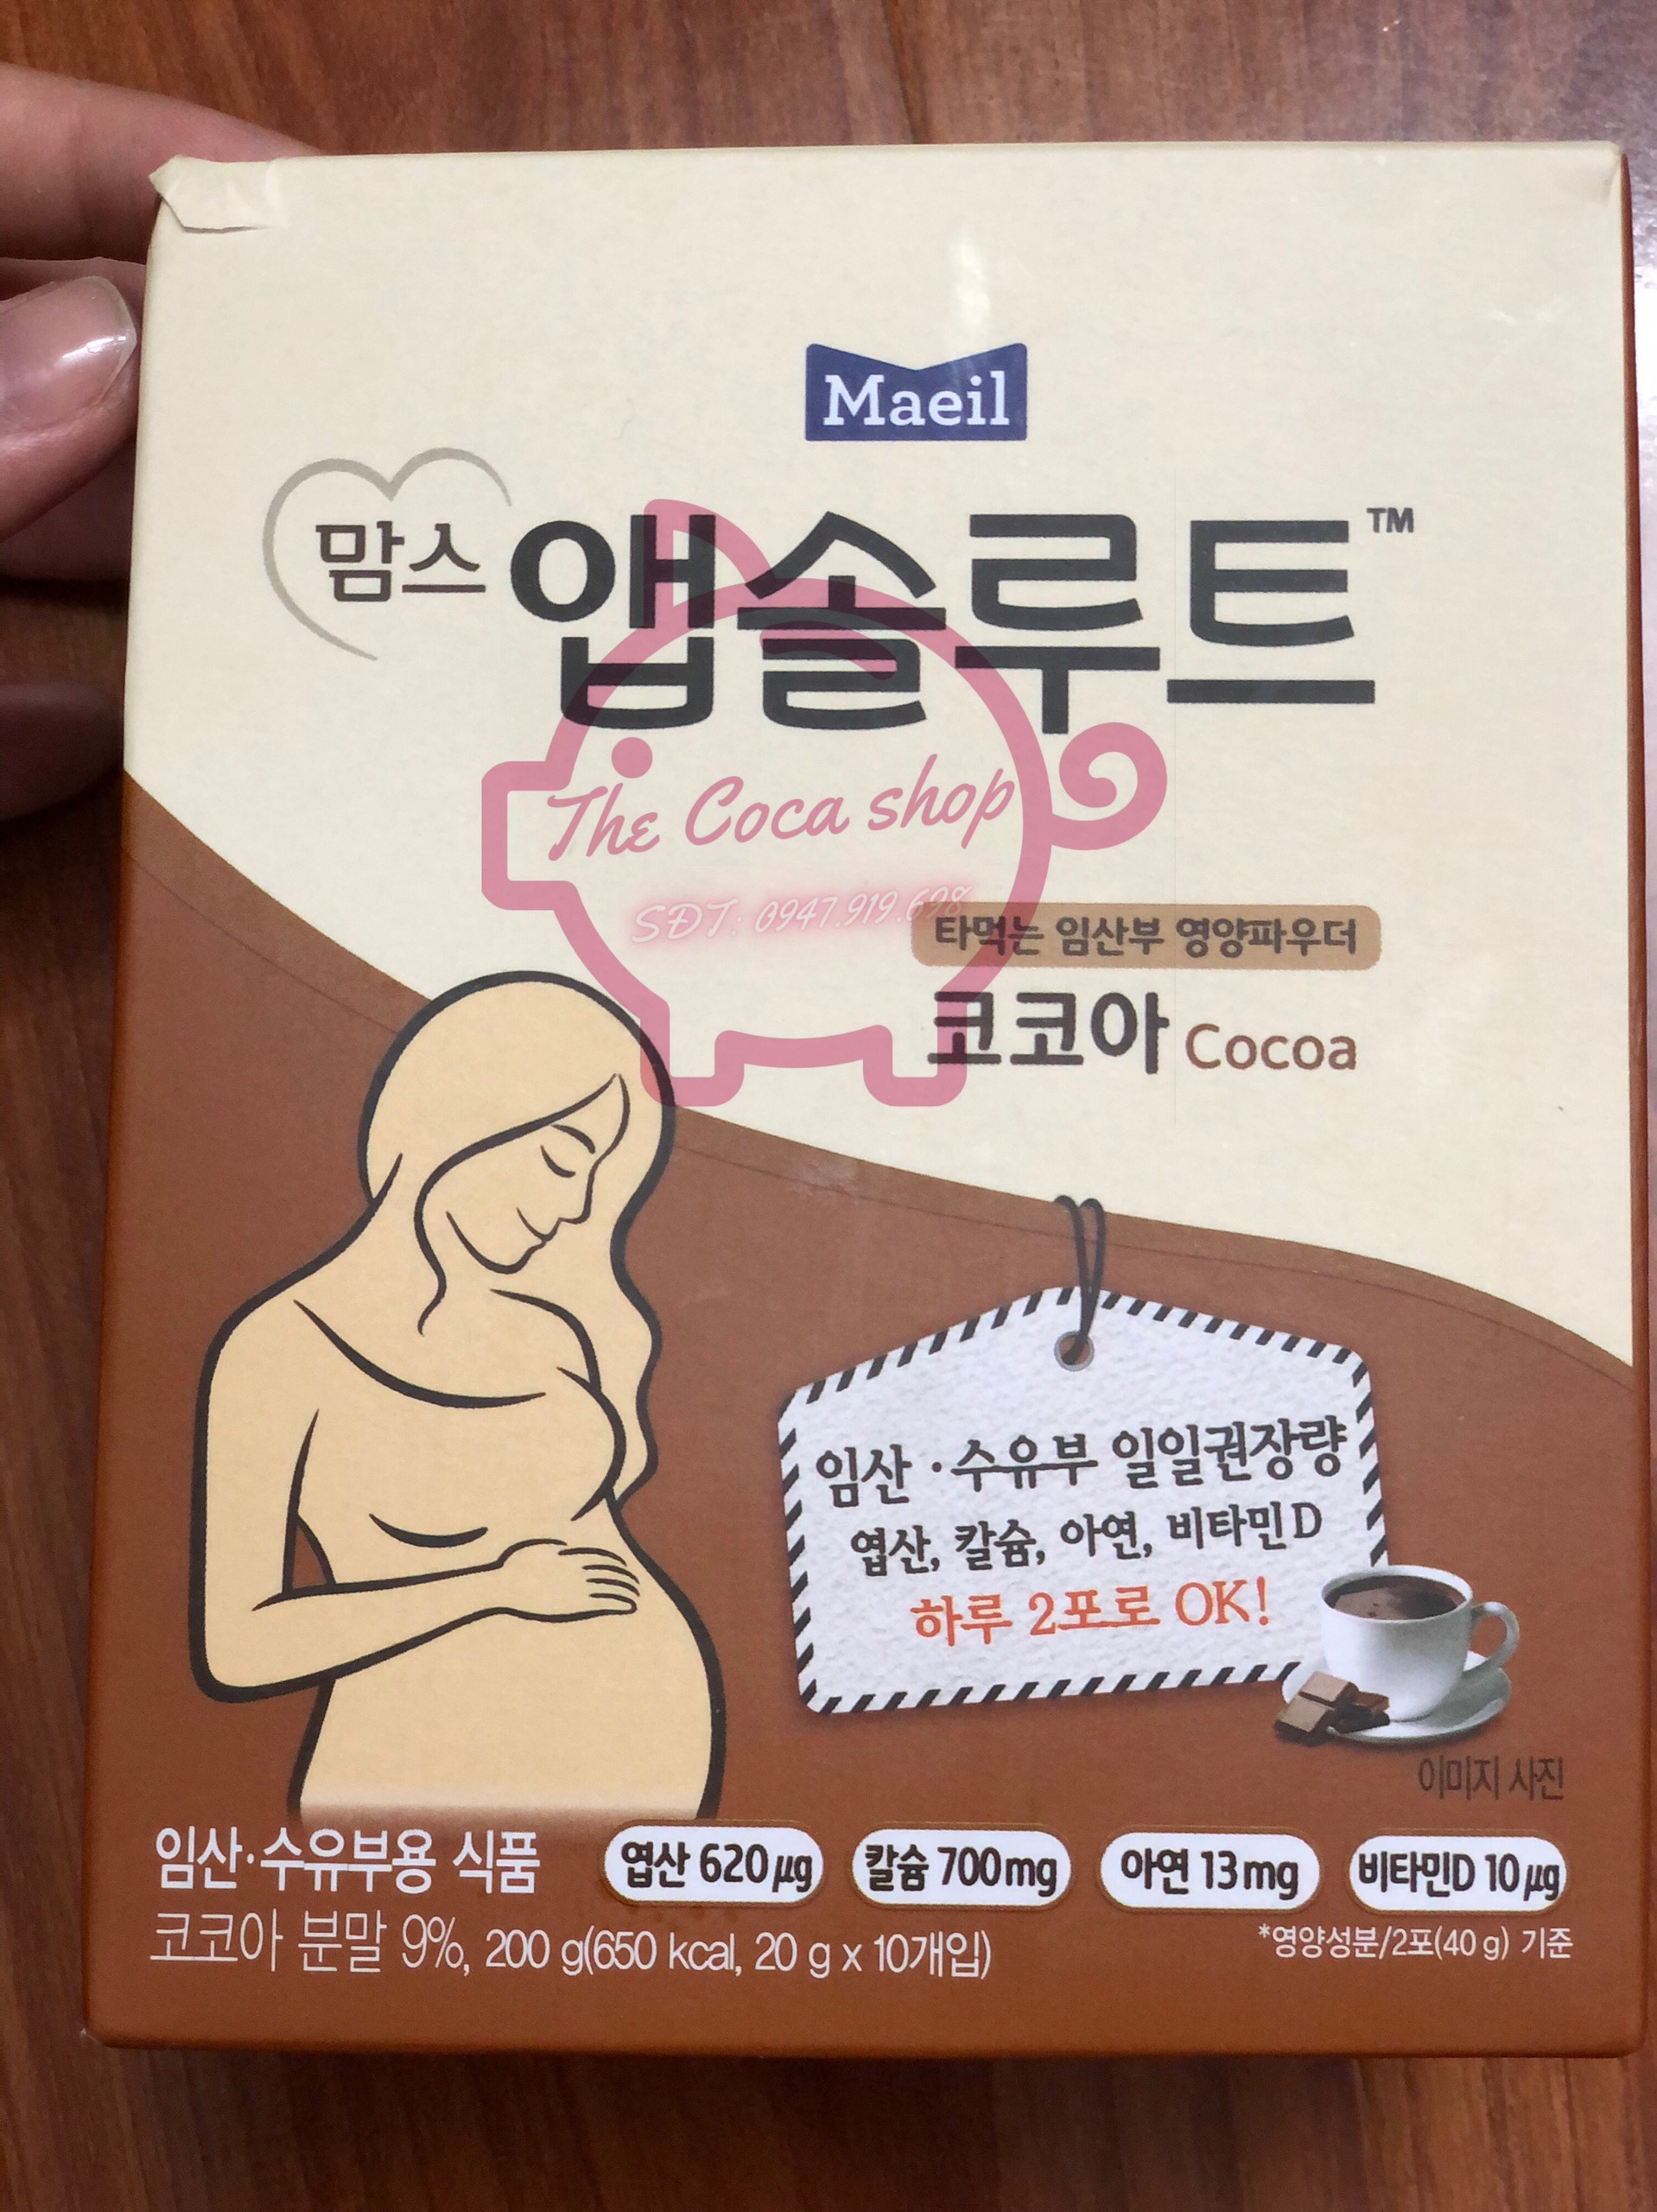 Maeil
맘스 앱솔루트™
The Coca shop
SĐT: 0947.919.698
타먹는 임산부 영양파우더
코코아 Cocoa
임산·수유부 일일권장량
엽산, 칼슘, 아연, 비타민D
하루 2포로 OK!
이미지 사진
임산·수유부용 식품
엽산 620㎍ 칼슘 700mg 아연 13mg 비타민D 10㎍
코코아 분말 9%, 200 g(650 kcal, 20 g x 10개입)
*영양성분/2포(40 g) 기준